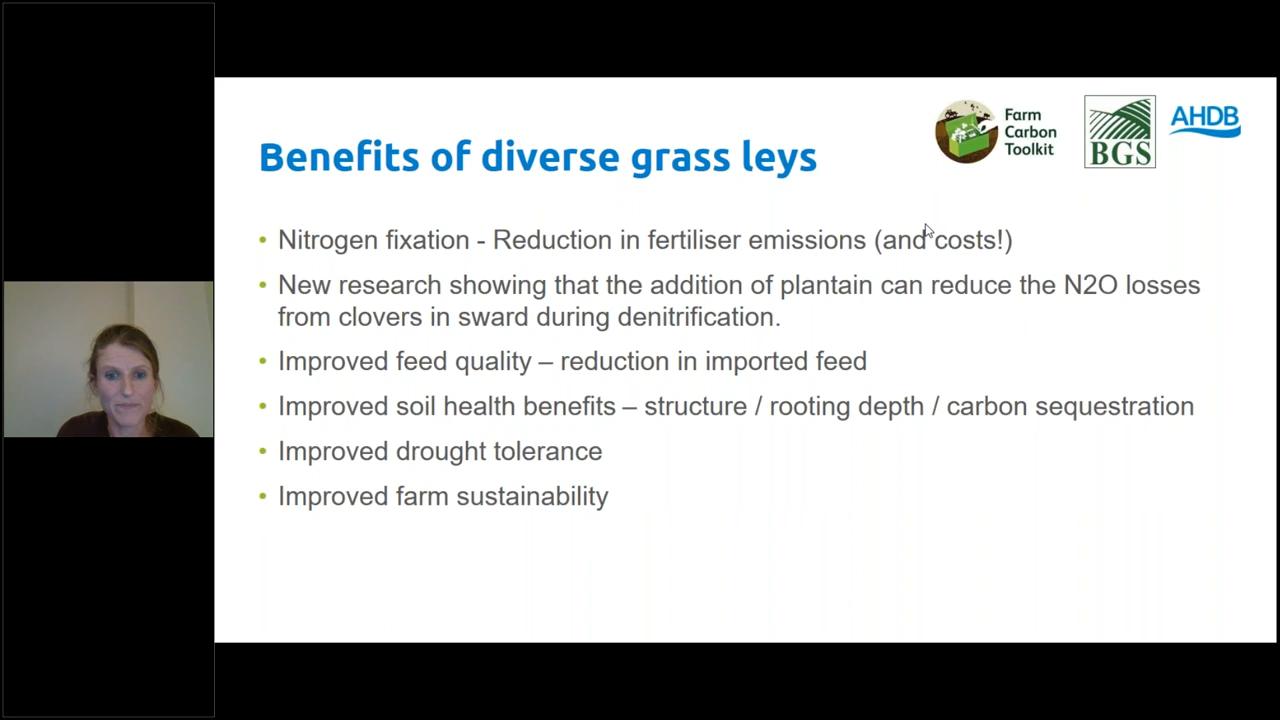 Farm
Carbon
Toolkit
BGS
AHDB
Benefits of diverse grass leys
• Nitrogen fixation - Reduction in fertiliser emissions (and costs!)
• New research showing that the addition of plantain can reduce the N2O losses
from clovers in sward during denitrification.
• Improved feed quality – reduction in imported feed
• Improved soil health benefits – structure / rooting depth / carbon sequestration
• Improved drought tolerance
• Improved farm sustainability